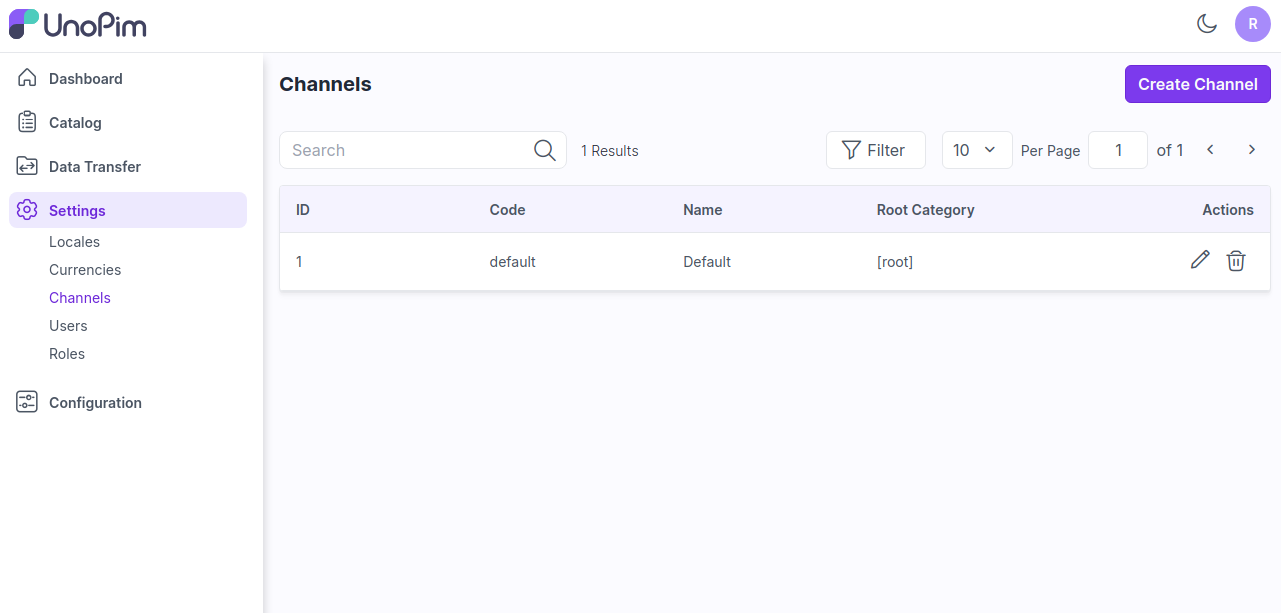 UnoPim
R
Dashboard
Catalog
Data Transfer
Settings
Locales
Currencies
Channels
Users
Roles
Configuration
Channels
Create Channel
Search
1 Results
Filter
10
Per Page
1
of 1
ID Code Name Root Category Actions
1 default Default [root]